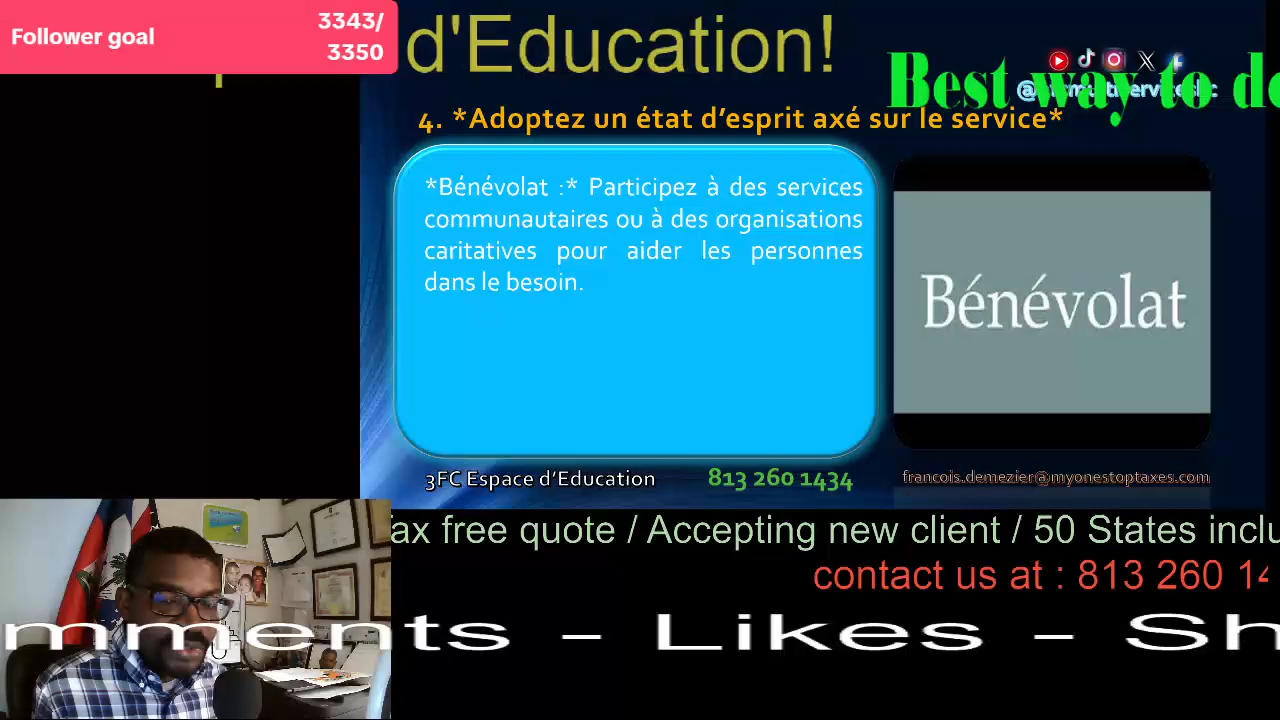 Follower goal
3343/
3350
d'Education!
Best way to de
4. *Adoptez un état d’esprit axé sur le service*
*Bénévolat :* Participez à des services
communautaires ou à des organisations
caritatives pour aider les personnes
dans le besoin.
Bénévolat
3FC Espace d’Education
813 260 1434
francois.demezier@myonestoptaxes.com
ax free quote / Accepting new client / 50 States inclu
contact us at : 813 260 14
mments - Likes - Sh